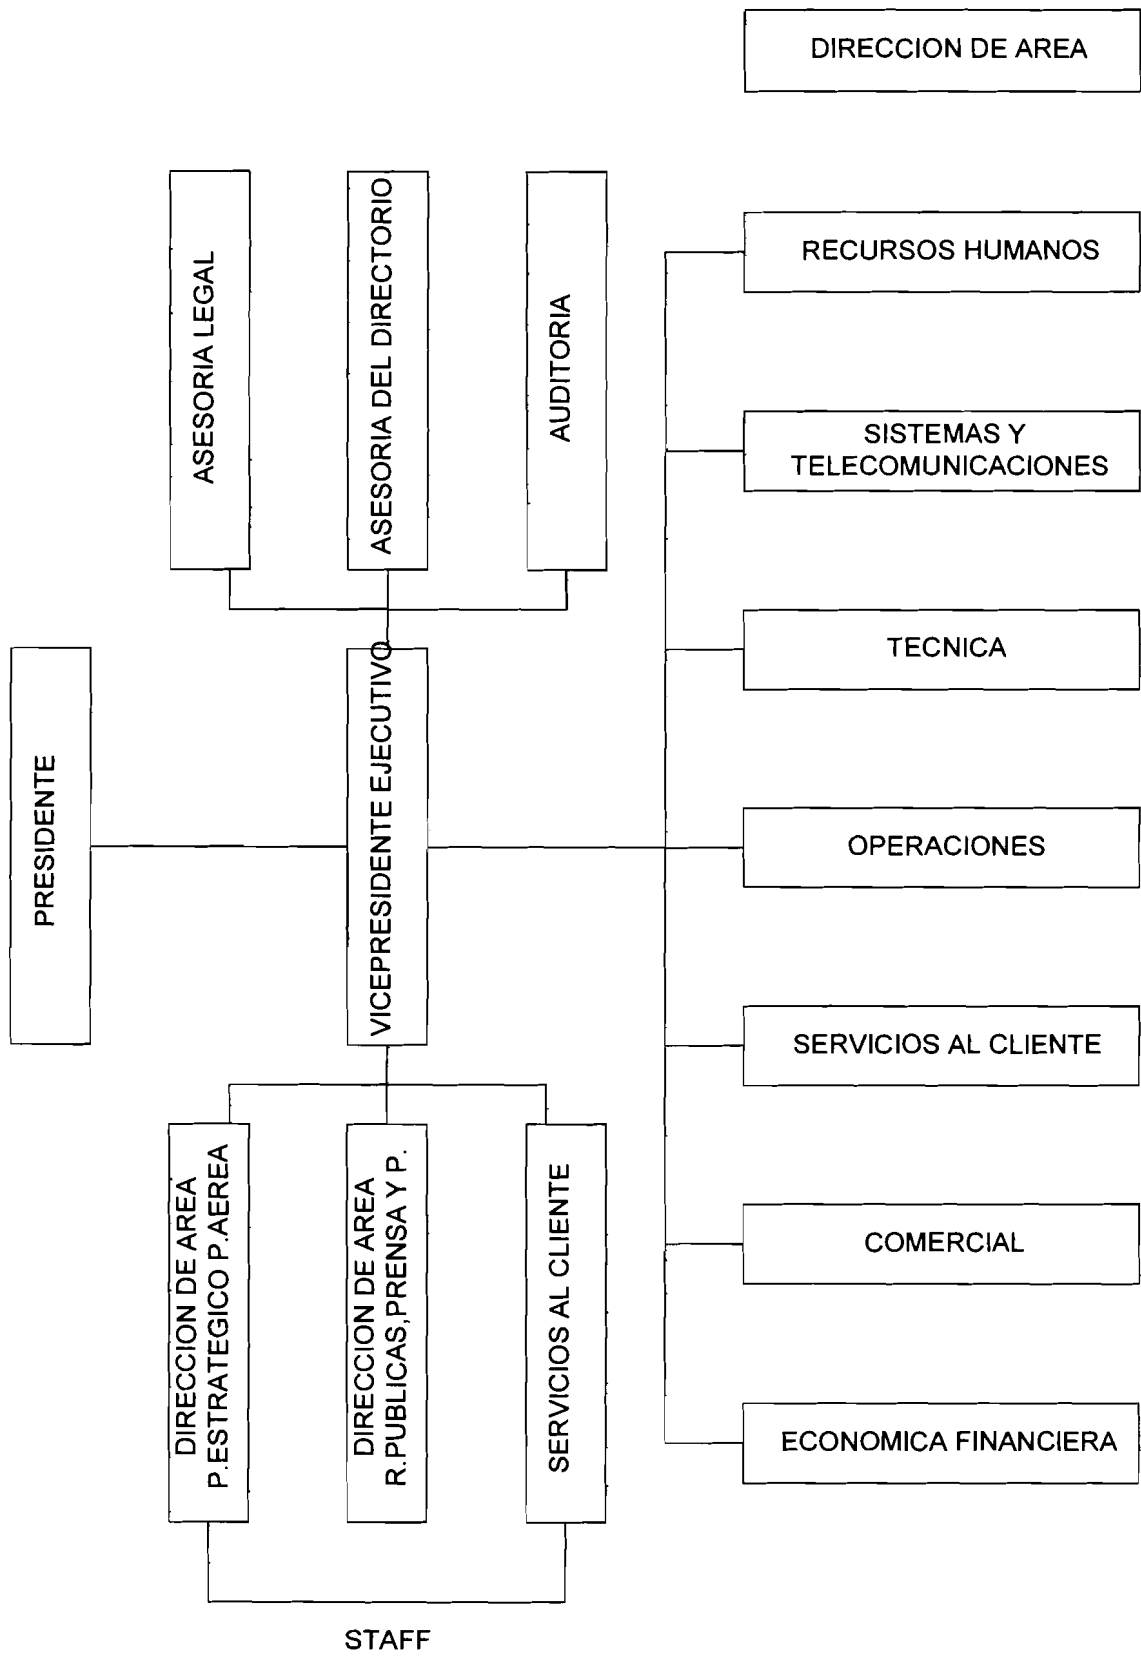 DIRECCION DE AREA
ASESORIA LEGAL
ASESORIA DEL DIRECTORIO
AUDITORIA
RECURSOS HUMANOS
SISTEMAS Y
TELECOMUNICACIONES
TECNICA
PRESIDENTE
VICEPRESIDENTE EJECUTIVO
OPERACIONES
SERVICIOS AL CLIENTE
DIRECCION DE AREA
P.ESTRATEGICO P.AEREA
DIRECCION DE AREA
R.PUBLICAS,PRENSA Y P.
SERVICIOS AL CLIENTE
COMERCIAL
ECONOMICA FINANCIERA
STAFF